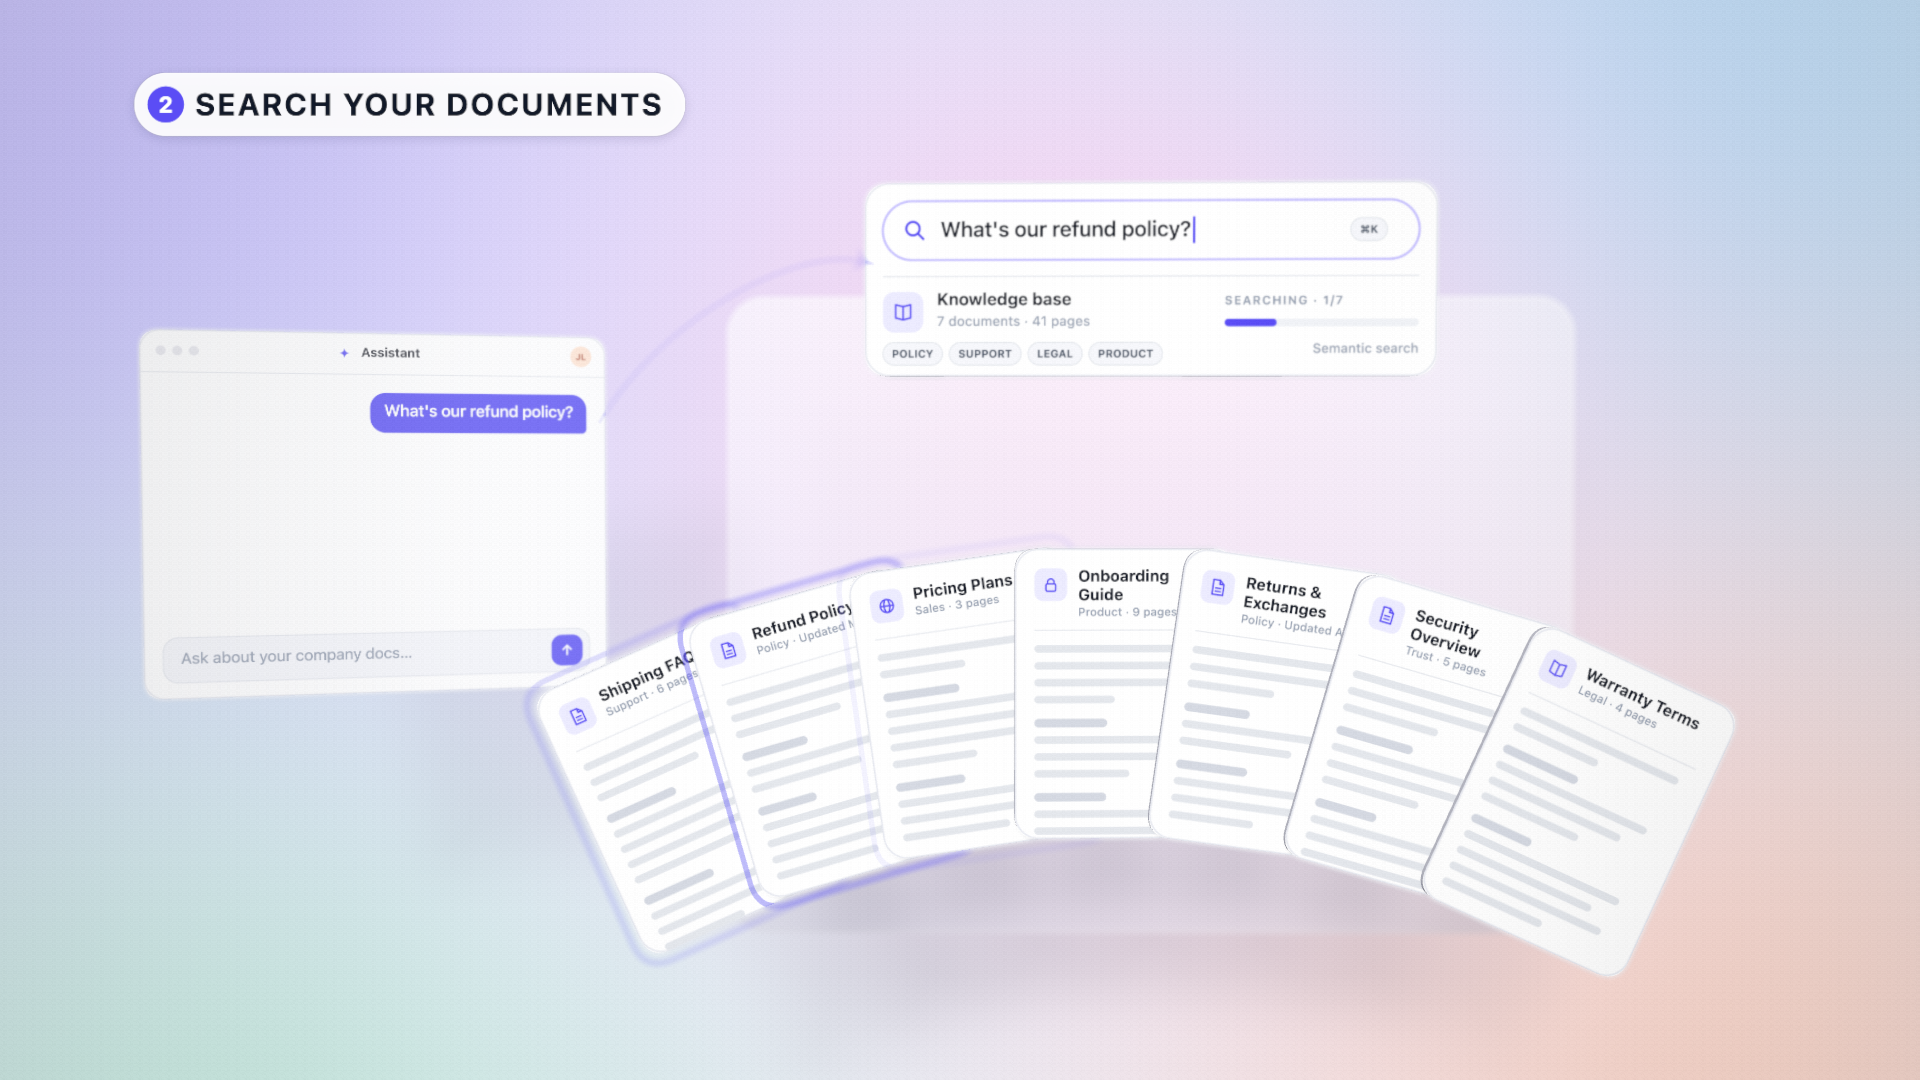 2 SEARCH YOUR DOCUMENTS
What's our refund policy?
⌘K
Knowledge base
7 documents · 41 pages
SEARCHING · 1/7
POLICY
SUPPORT
LEGAL
PRODUCT
Semantic search
Assistant
JL
What's our refund policy?
Ask about your company docs...
Shipping FAQ
Support · 6 pages
Refund Policy
Policy · Updated
Pricing Plans
Sales · 3 pages
Onboarding
Guide
Product · 9 pages
Returns &
Exchanges
Policy · Updated
Security
Overview
Trust · 5 pages
Warranty Terms
Legal · 4 pages